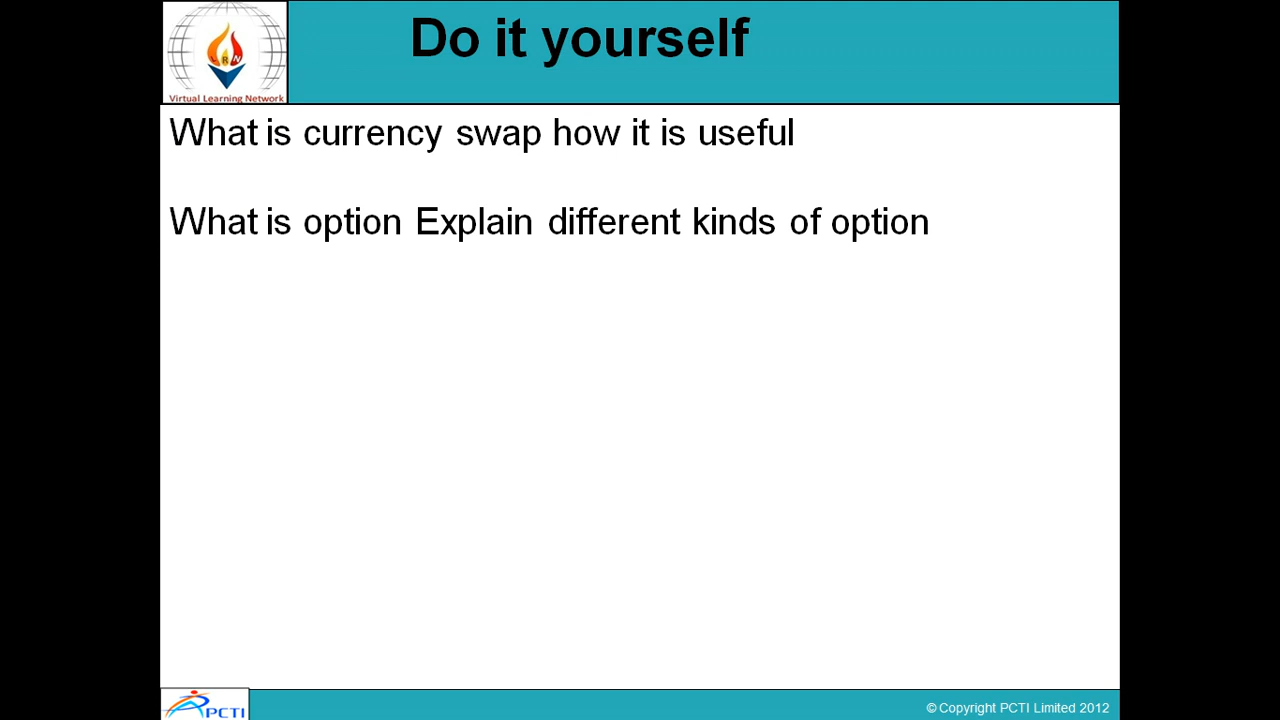 Do it yourself
LRN
Virtual Learning Network
What is currency swap how it is useful
What is option Explain different kinds of option
PCTI
© Copyright PCTI Limited 2012